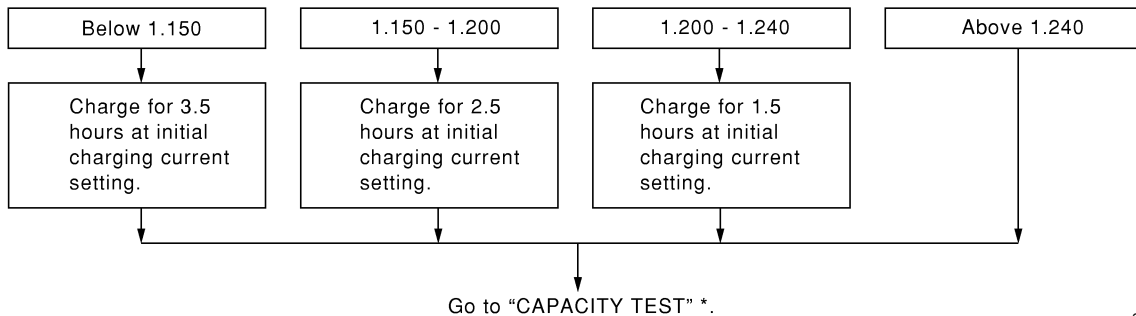 Below 1.150
1.150 - 1.200
1.200 - 1.240
Above 1.240
Charge for 3.5
hours at initial
charging current
setting.
Charge for 2.5
hours at initial
charging current
setting.
Charge for 1.5
hours at initial
charging current
setting.
Go to “CAPACITY TEST” *.